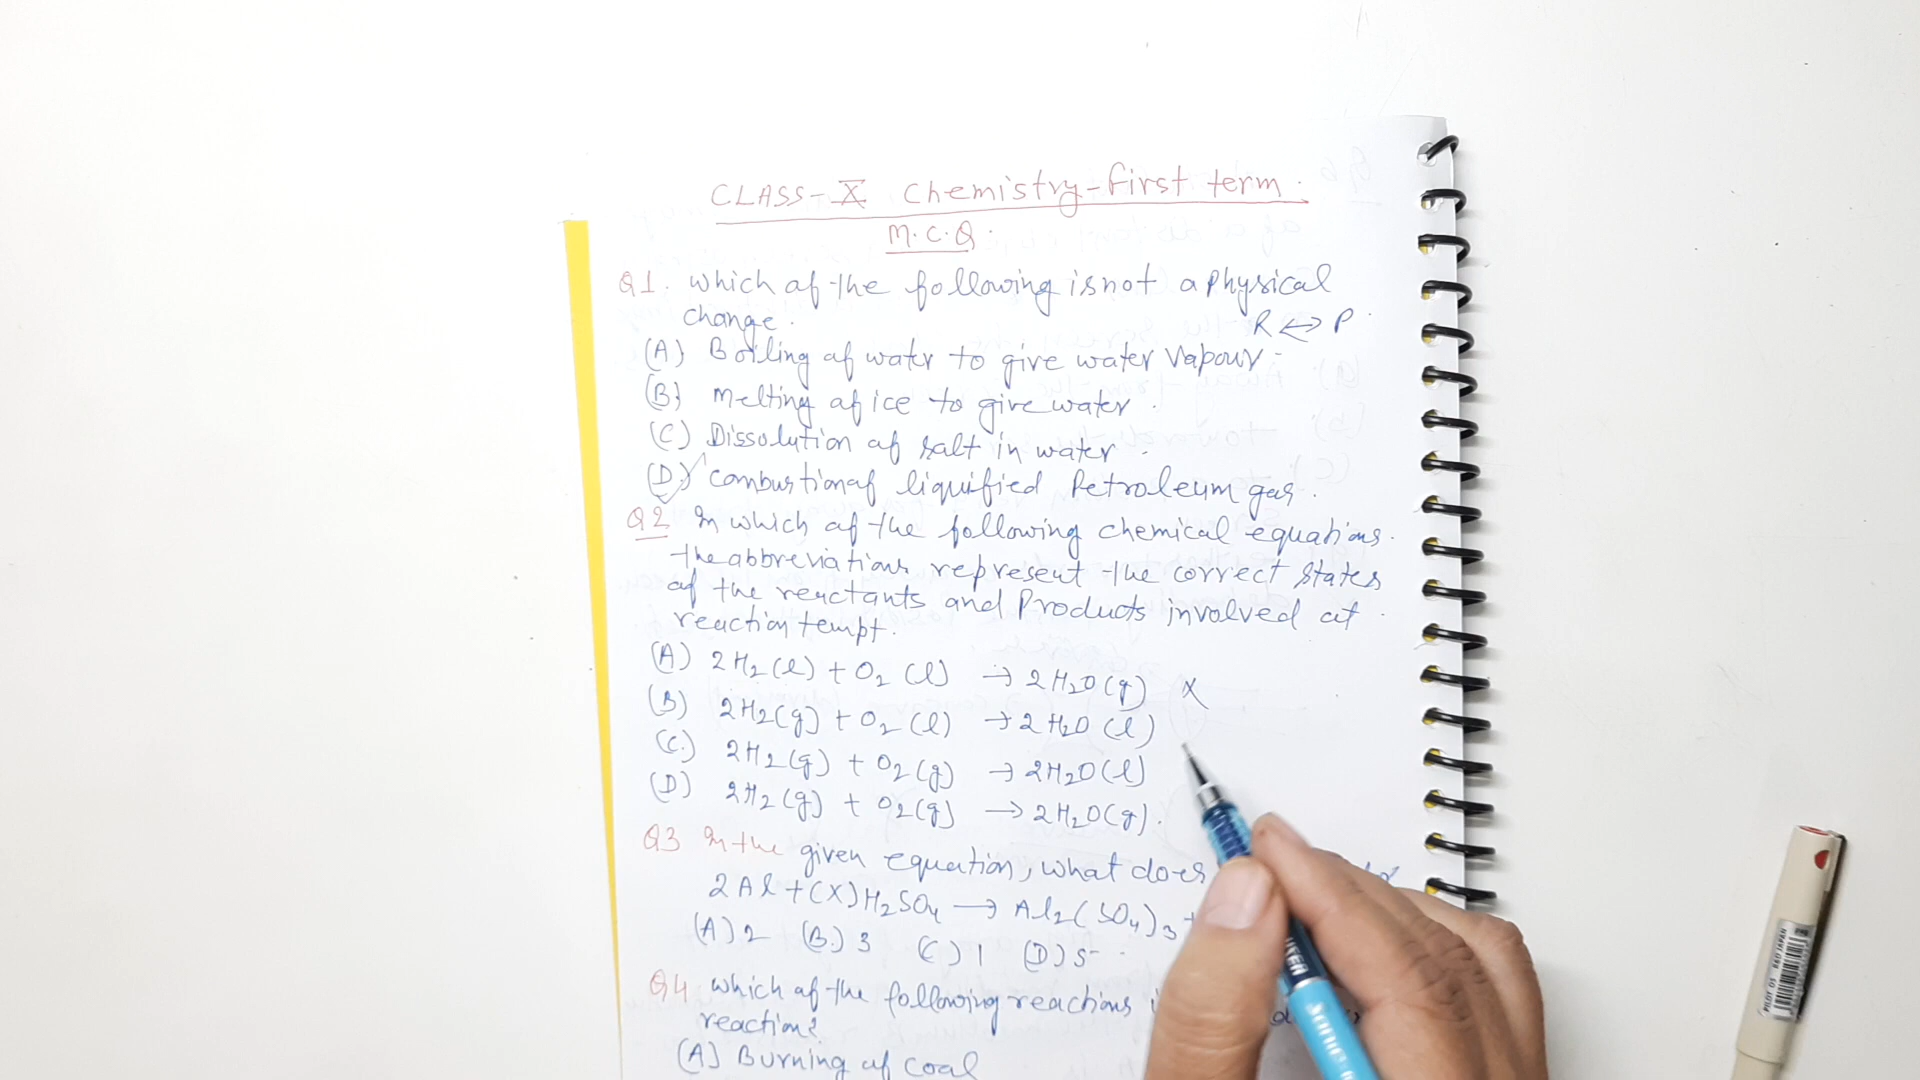 CLASS-X Chemistry-First term.
M.C.Q.
Q1. which of the following is not a physical
change.
R ↔ P
(A) Boiling of water to give water vapour-
(B) Melting of ice to give water.
(C) Dissolution of salt in water.
(D) combustion of liquified Petroleum gas.
Q2 In which of the following chemical equations.
the abbreviations represent the correct states
of the reactants and Products involved at
reaction tempt.
(A) 2H₂(l) + O₂ (l) → 2H₂O(g) X
(B) 2H₂(g) + O₂ (l) → 2H₂O (l)
(C.) 2H₂(g) + O₂(g) → 2H₂O(l)
(D) 2H₂(g) + O₂(g) → 2H₂O(g).
Q3 In the given equation, what does
2Al + (X)H₂SO₄ → Al₂(SO₄)₃ +
(A) 2 (B.) 3 (C) 1 (D) 5-
Q4 which of the following reactions
reaction?
(A) Burning of coal
PILOT